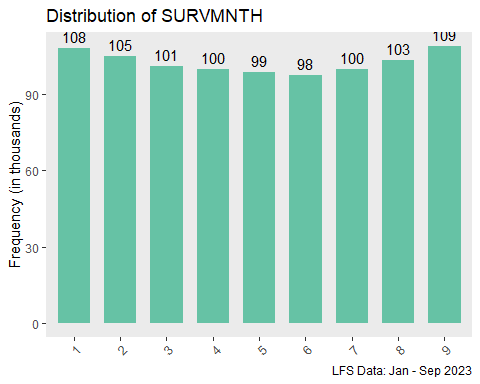 Distribution of SURVMNTH
108 105 101 100 99 98 100 103 109
90
60
30
0
Frequency (in thousands)
1 2 3 4 5 6 7 8 9
LFS Data: Jan - Sep 2023